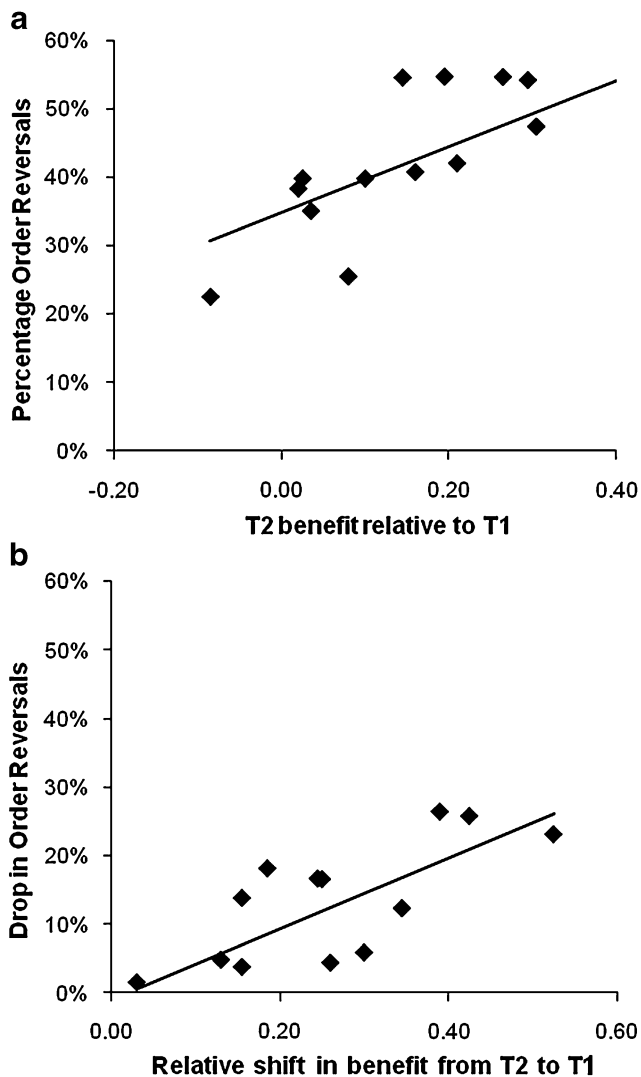 a
60%
50%
40%
30%
20%
10%
0%
Percentage Order Reversals
-0.20 0.00 0.20 0.40
T2 benefit relative to T1
b
60%
50%
40%
30%
20%
10%
0%
Drop in Order Reversals
0.00 0.20 0.40 0.60
Relative shift in benefit from T2 to T1